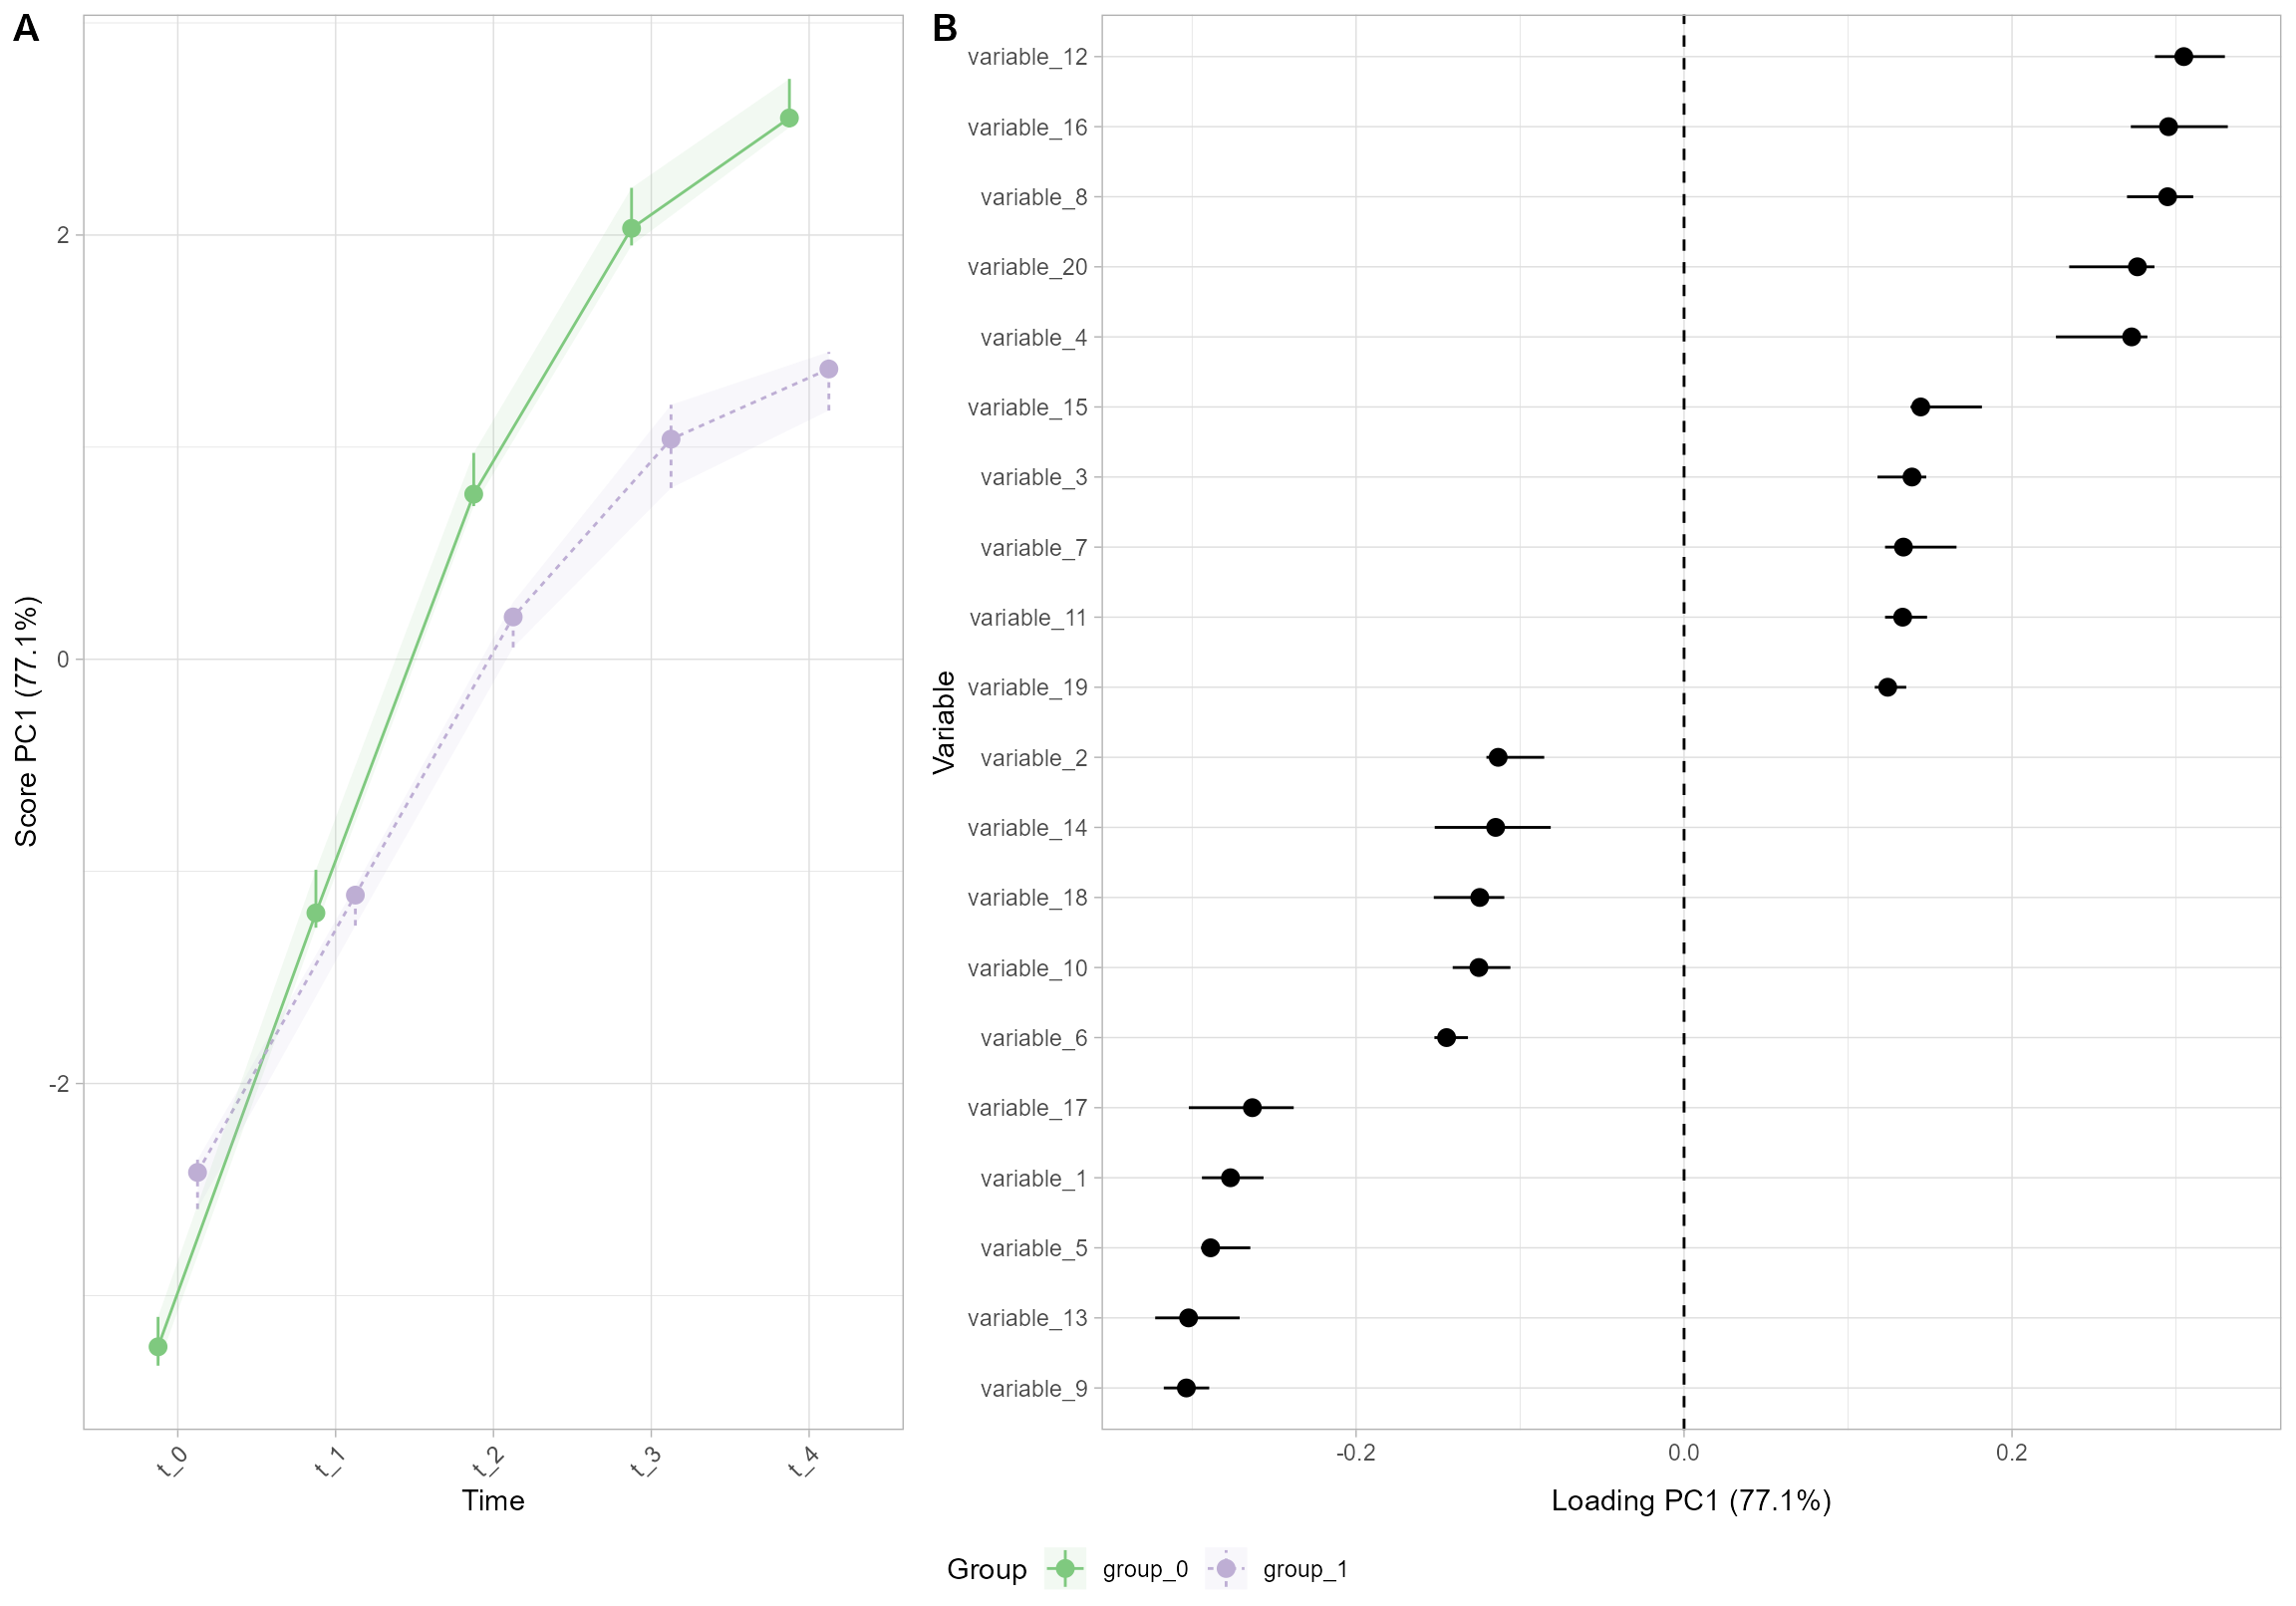 A
Score PC1 (77.1%)
2
0
-2
t_0
t_1
t_2
t_3
t_4
Time
B
Variable
variable_12
variable_16
variable_8
variable_20
variable_4
variable_15
variable_3
variable_7
variable_11
variable_19
variable_2
variable_14
variable_18
variable_10
variable_6
variable_17
variable_1
variable_5
variable_13
variable_9
-0.2
0.0
0.2
Loading PC1 (77.1%)
Group
group_0
group_1